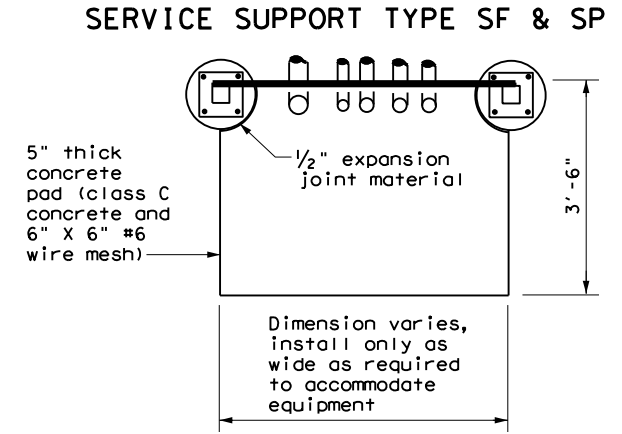 SERVICE SUPPORT TYPE SF & SP
5" thick
concrete
pad (class C
concrete and
6" X 6" #6
wire mesh)
1/2" expansion
joint material
3'-6"
Dimension varies,
install only as
wide as required
to accommodate
equipment